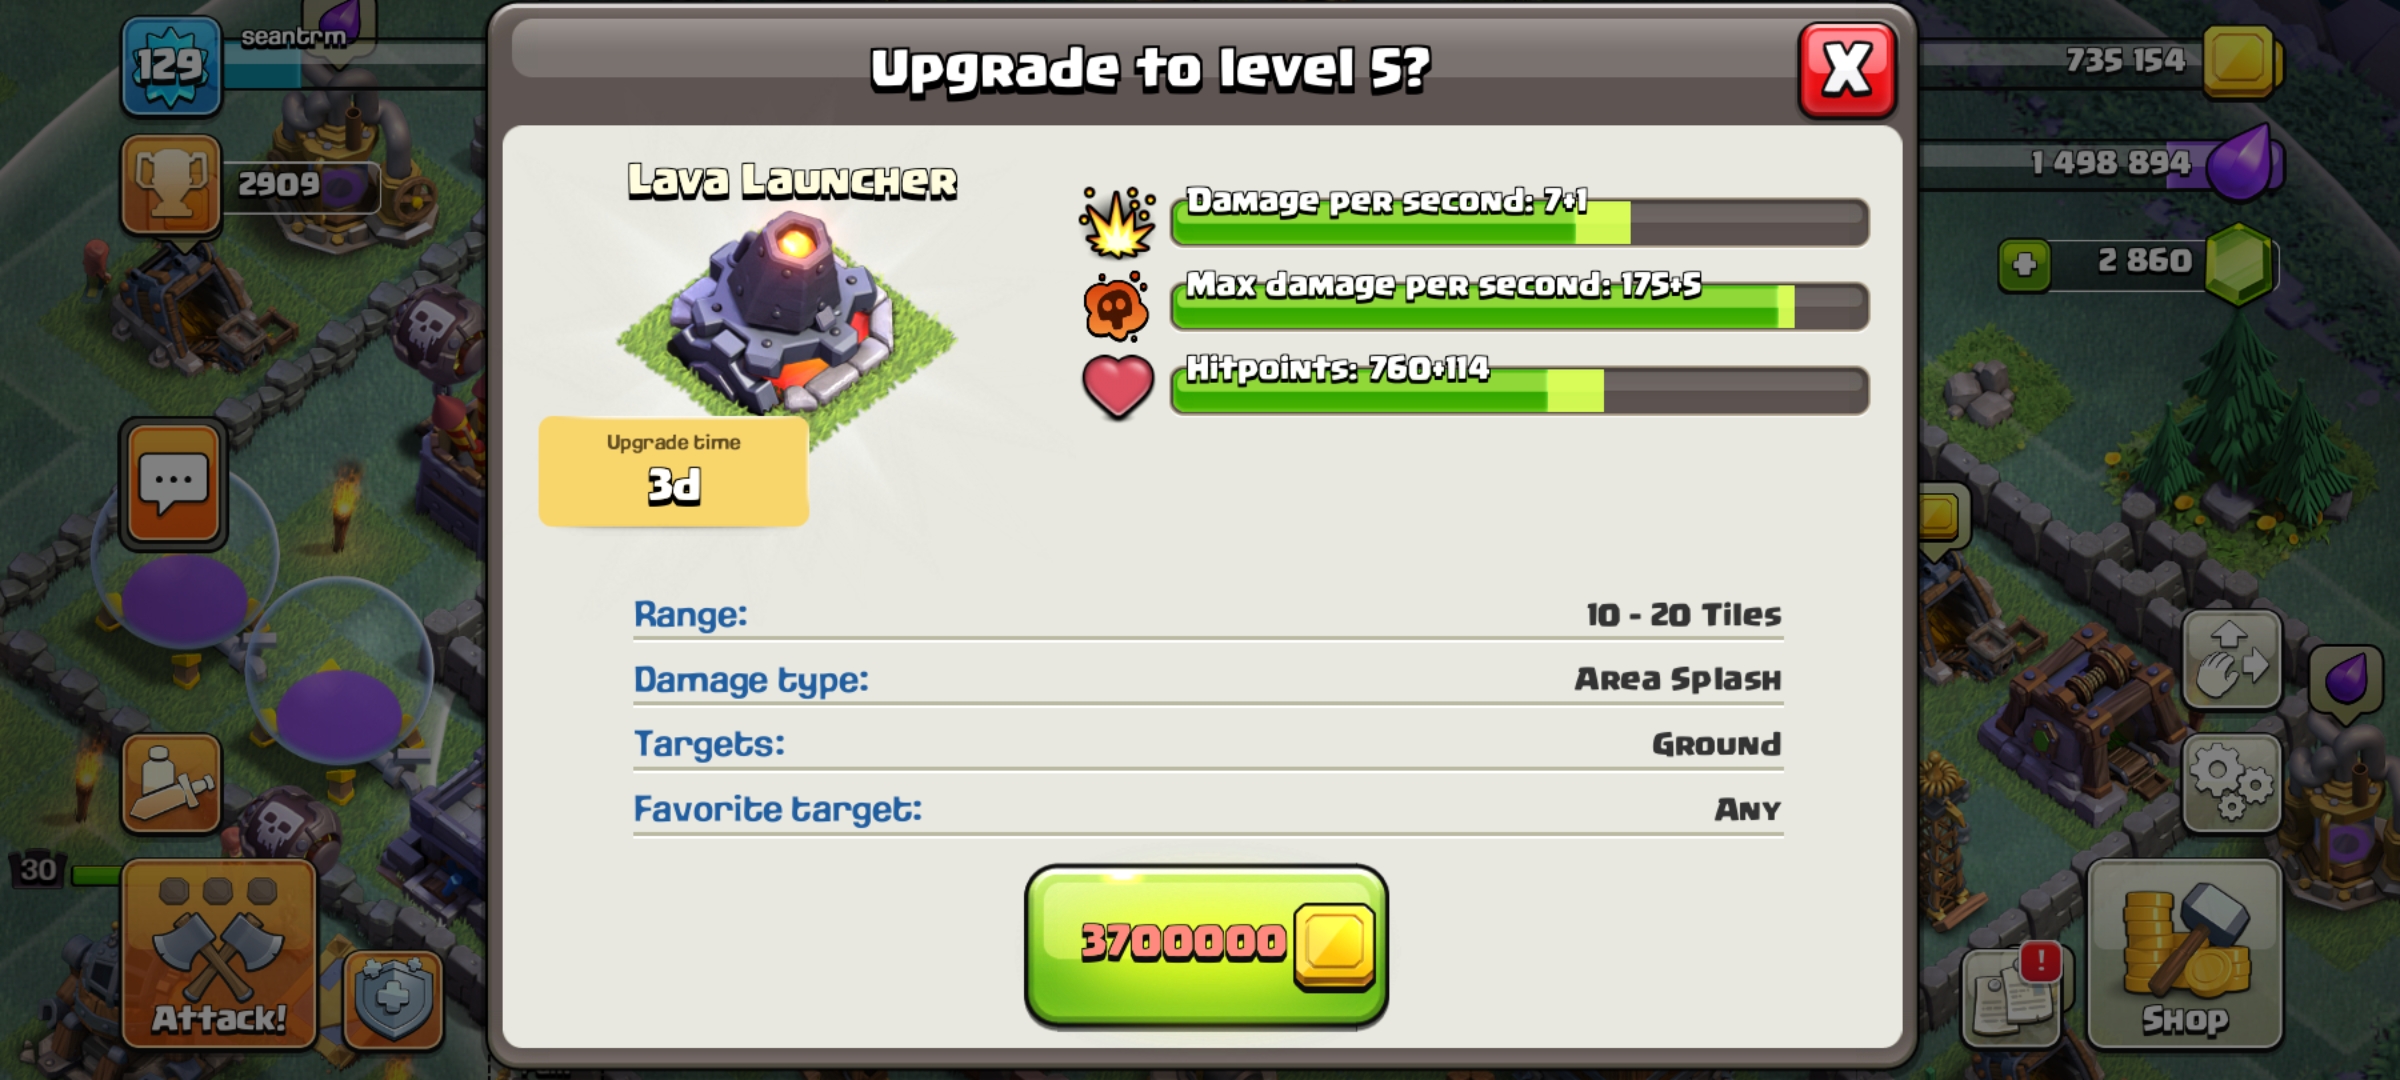 129
seantrm
Upgrade to level 5?
X
735 154
2909
Lava Launcher
Damage per second: 7+1
1 498 894
Max damage per second: 175+5
2 860
Hitpoints: 760+114
Upgrade time
3d
Range: 10 - 20 Tiles
Damage type: Area Splash
Targets: Ground
Favorite target: Any
30
3700000
Attack!
!
Shop